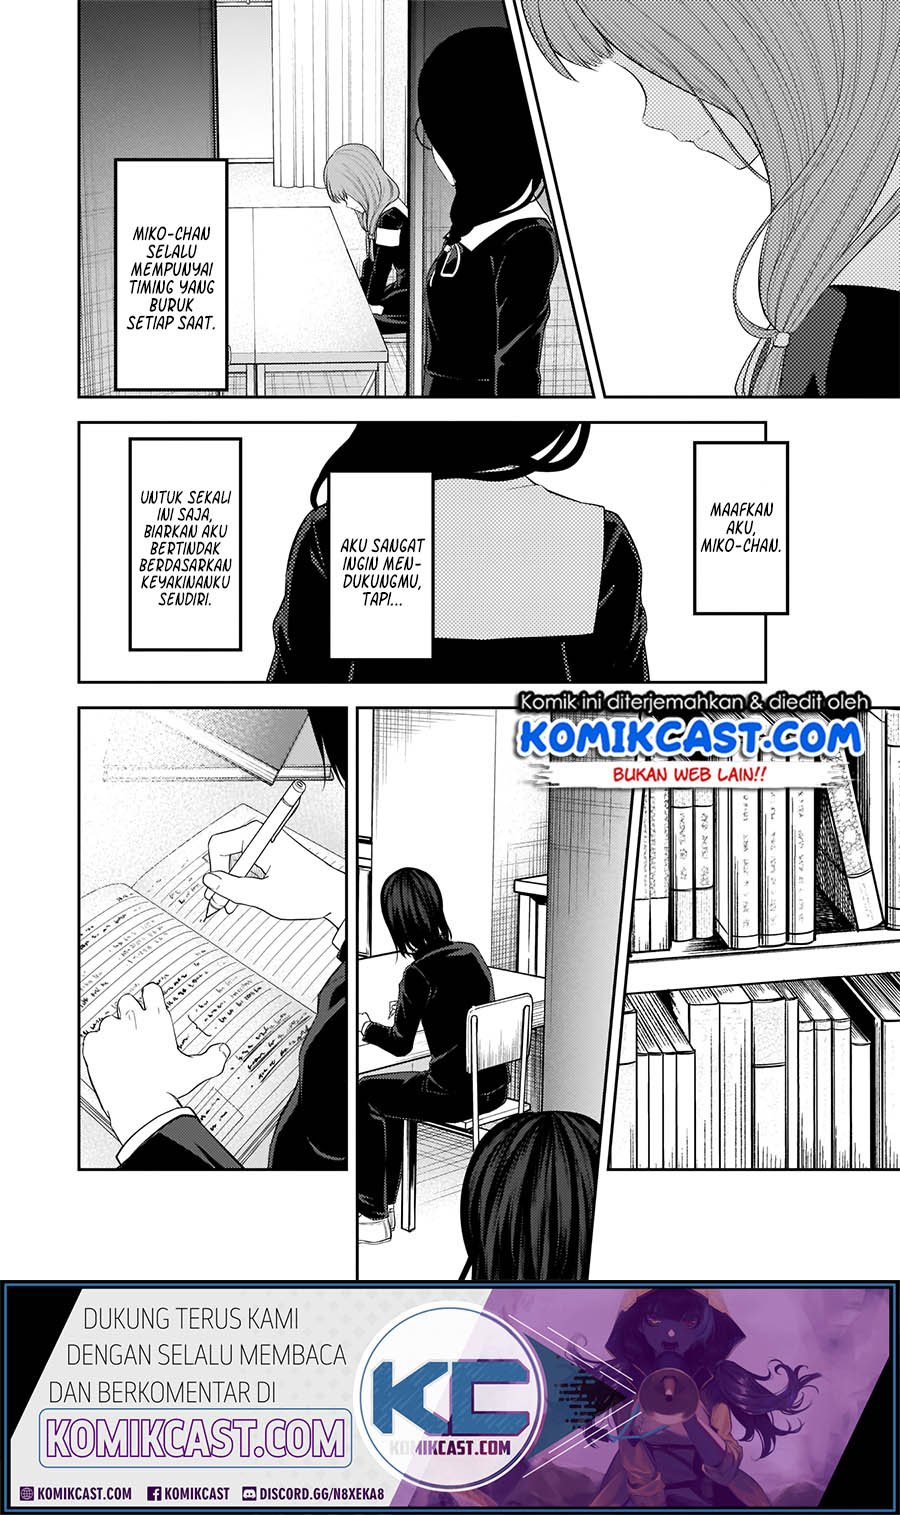 MIKO-CHAN
SELALU
MEMPUNYAI
TIMING YANG
BURUK
SETIAP SAAT.
MAAFKAN
AKU,
MIKO-CHAN.
AKU SANGAT
INGIN MEN-
DUKUNGMU,
TAPI...
UNTUK SEKALI
INI SAJA,
BIARKAN AKU
BERTINDAK
BERDASARKAN
KEYAKINANKU
SENDIRI.
Komik ini diterjemahkan & diedit oleh
KOMIKCAST.COM
BUKAN WEB LAIN!!
DUKUNG TERUS KAMI
DENGAN SELALU MEMBACA
DAN BERKOMENTAR DI
KOMIKCAST.COM
KOMIKCAST.COM KOMIKCAST DISCORD.GG/N8XEKA8
KC
KOMIKCAST.COM